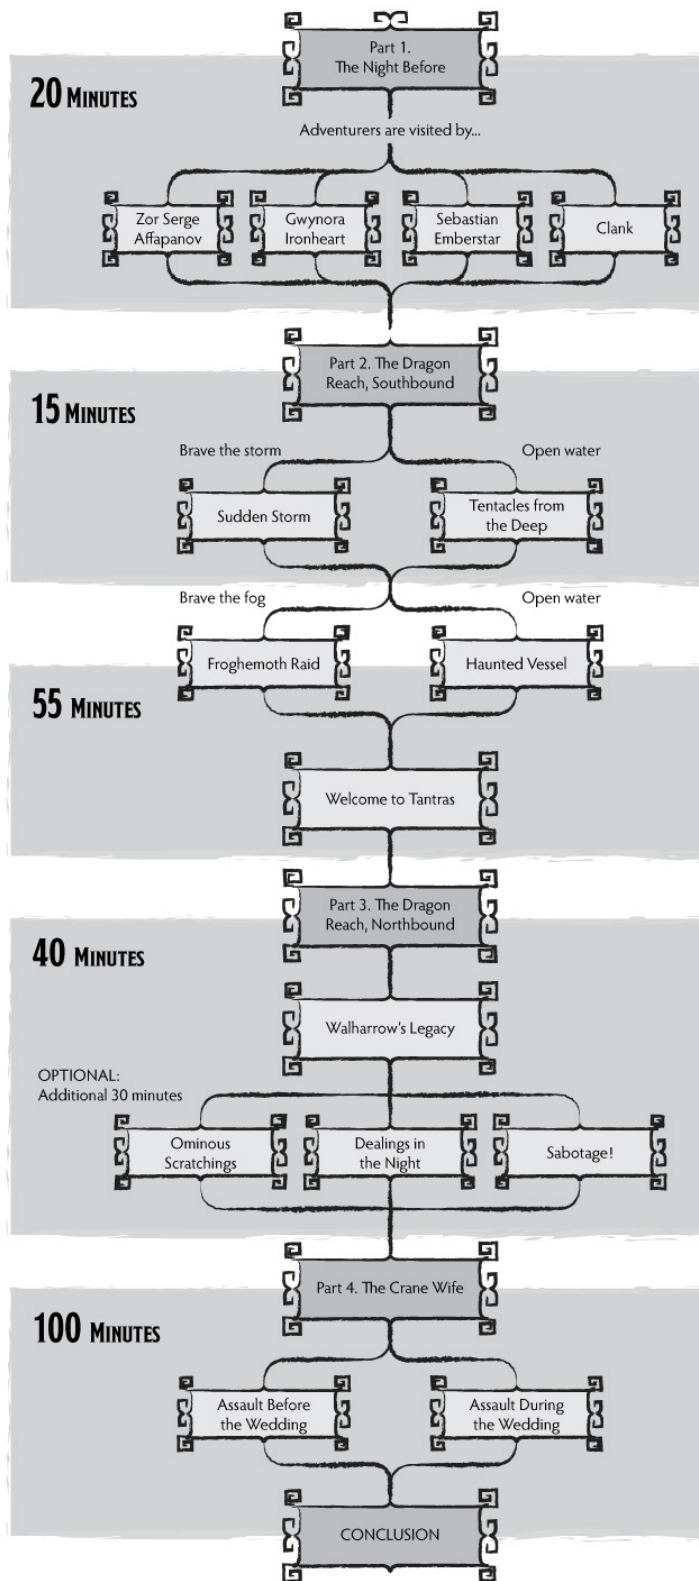 Part 1.
The Night Before
20 MINUTES
Adventurers are visited by...
Zor Serge
Affapanov
Gwynora
Ironheart
Sebastian
Emberstar
Clank
Part 2. The Dragon
Reach, Southbound
15 MINUTES
Brave the storm
Open water
Sudden Storm
Tentacles from
the Deep
Brave the fog
Open water
Froghemoth Raid
Haunted Vessel
55 MINUTES
Welcome to Tantras
Part 3. The Dragon
Reach, Northbound
40 MINUTES
Walharrow's Legacy
OPTIONAL:
Additional 30 minutes
Ominous
Scratchings
Dealings in
the Night
Sabotage!
Part 4. The Crane Wife
100 MINUTES
Assault Before
the Wedding
Assault During
the Wedding
CONCLUSION